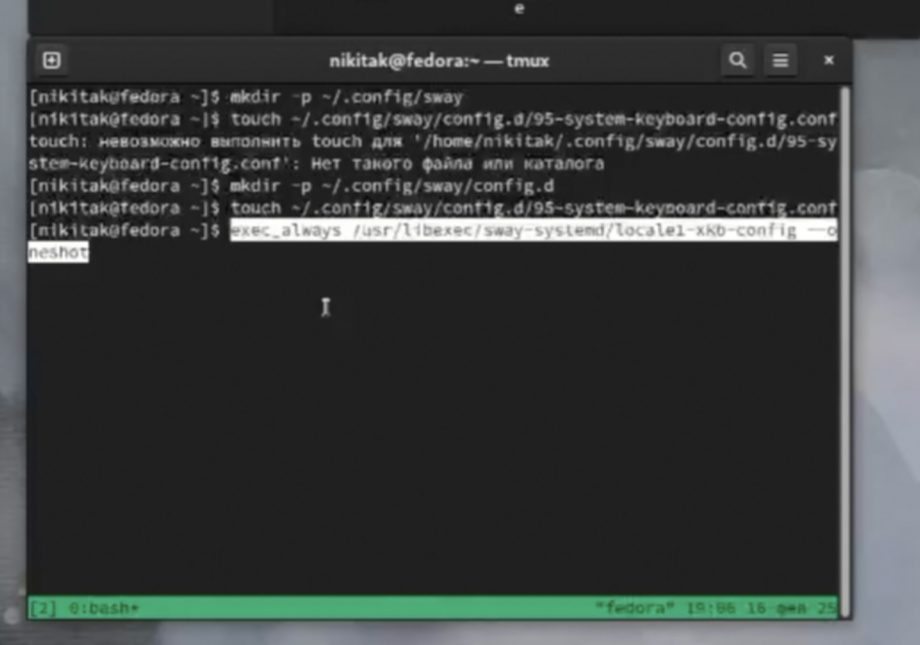 e
nikitak@fedora:~ — tmux
[nikitak@fedora ~]$ mkdir -p ~/.config/sway
[nikitak@fedora ~]$ touch ~/.config/sway/config.d/95-system-keyboard-config.conf
touch: невозможно выполнить touch для '/home/nikitak/.config/sway/config.d/95-sy
stem-keyboard-config.conf': Нет такого файла или каталога
[nikitak@fedora ~]$ mkdir -p ~/.config/sway/config.d
[nikitak@fedora ~]$ touch ~/.config/sway/config.d/95-system-keyboard-config.conf
[nikitak@fedora ~]$ exec_always /usr/libexec/sway-systemd/locale1-xkb-config --o
neshot
[2] 0:bash* "fedora" 19:06 16 фев 25